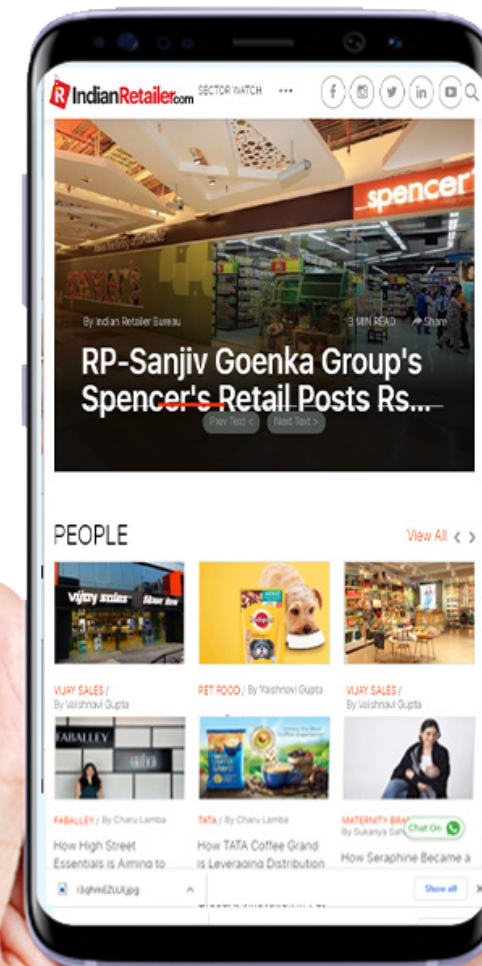 IndianRetailer.com SECTOR WATCH ...
spencer's
By Indian Retailer Bureau 3 MIN READ Share
RP-Sanjiv Goenka Group's
Spencer's Retail Posts Rs...
Prev Text < Next Text >
PEOPLE View All < >
vijay sales
Pedigree
VIJAY SALES / PET FOOD / By Vaishnavi Gupta VIJAY SALES /
By Vaishnavi Gupta By Vaishnavi Gupta
FABALLEY
FABALLEY / By Charu Lamba TATA / By Charu Lamba MATERNITY
By Sukanya
Chat On
How High Street How TATA Coffee Grand How Seraphine Became a
Essentials is Aiming to is Leveraging Distribution
Show all ×